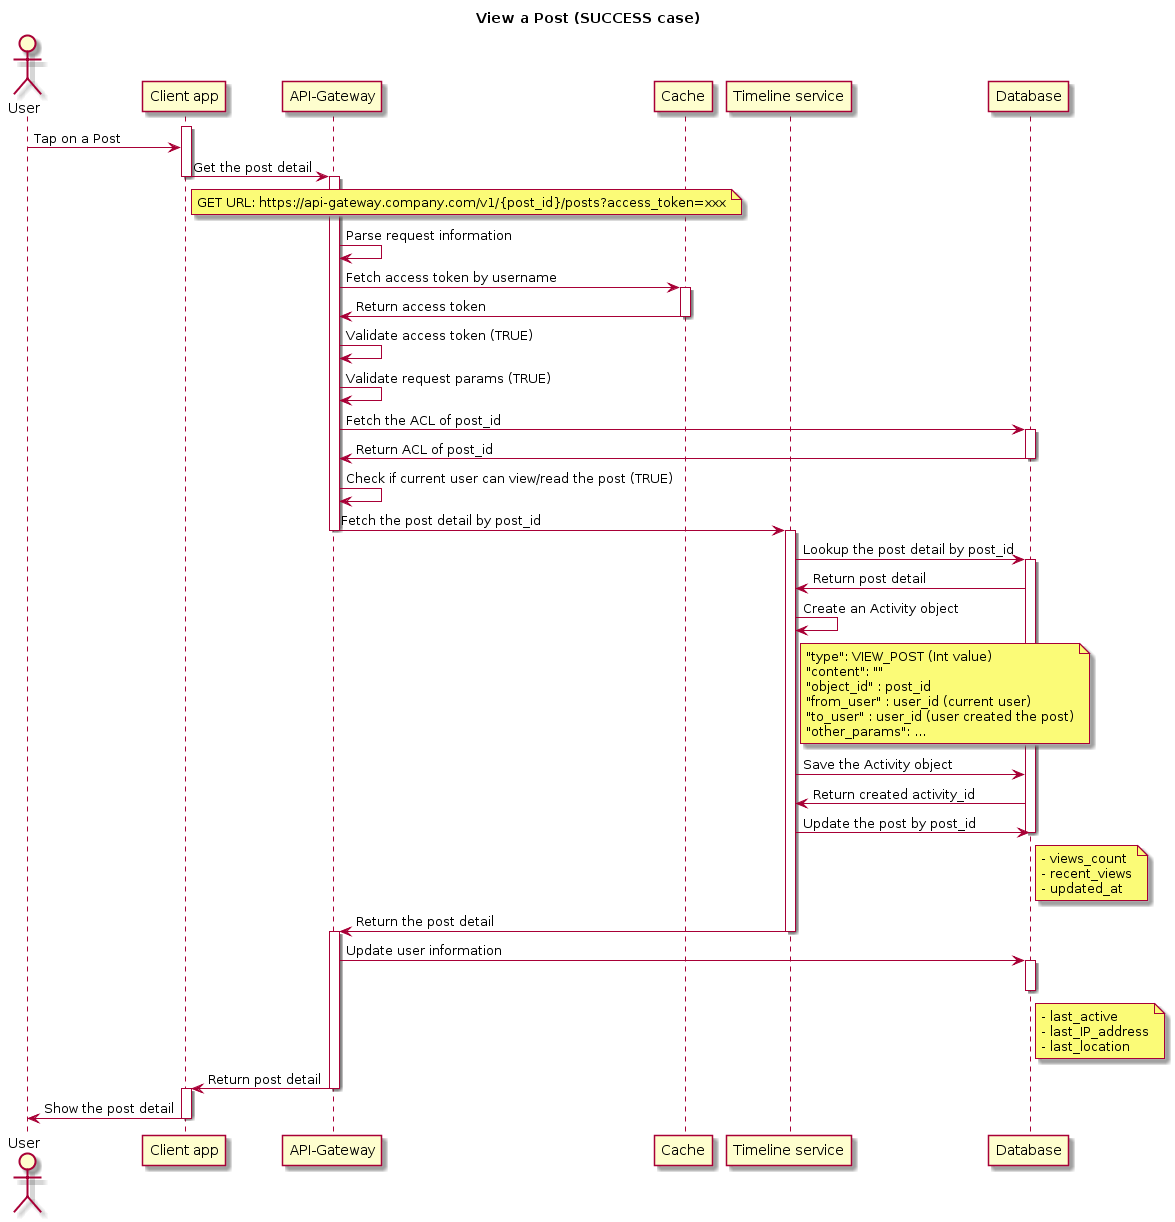 View a Post (SUCCESS case)
User
Client app
API-Gateway
Cache
Timeline service
Database
Tap on a Post
Get the post detail
GET URL: https://api-gateway.company.com/v1/{post_id}/posts?access_token=xxx
Parse request information
Fetch access token by username
Return access token
Validate access token (TRUE)
Validate request params (TRUE)
Fetch the ACL of post_id
Return ACL of post_id
Check if current user can view/read the post (TRUE)
Fetch the post detail by post_id
Lookup the post detail by post_id
Return post detail
Create an Activity object
"type": VIEW_POST (Int value)
"content": ""
"object_id" : post_id
"from_user" : user_id (current user)
"to_user" : user_id (user created the post)
"other_params": ...
Save the Activity object
Return created activity_id
Update the post by post_id
- views_count
- recent_views
- updated_at
Return the post detail
Update user information
- last_active
- last_IP_address
- last_location
Return post detail
Show the post detail
User
Client app
API-Gateway
Cache
Timeline service
Database